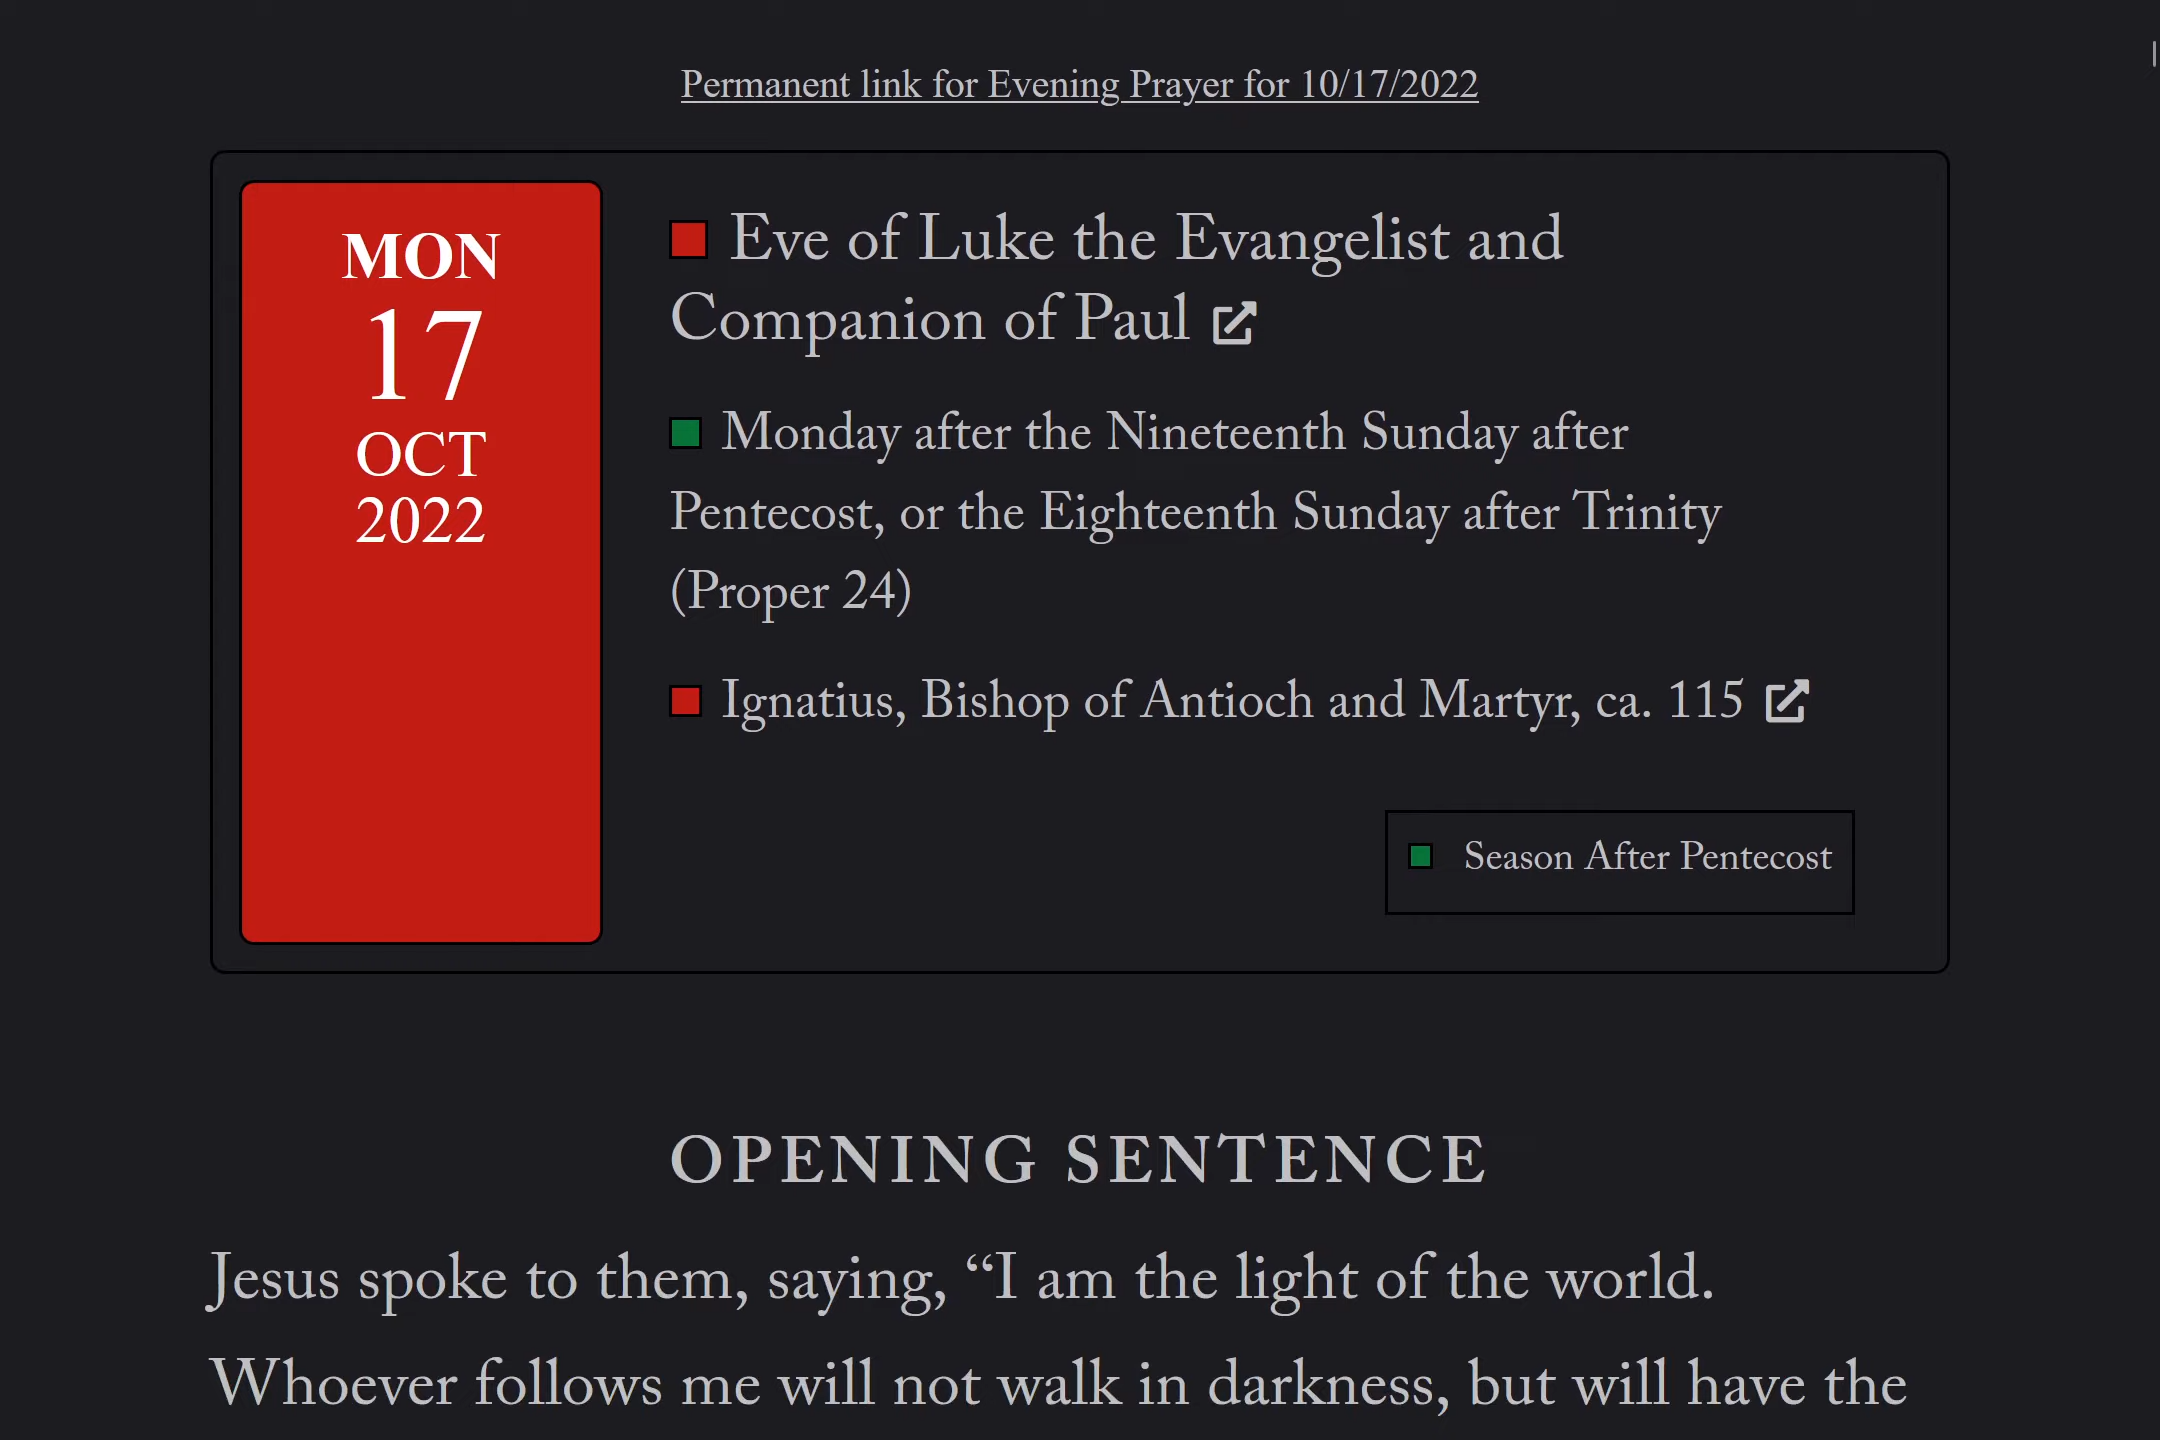 Permanent link for Evening Prayer for 10/17/2022
MON
17
OCT
2022
Eve of Luke the Evangelist and
Companion of Paul
Monday after the Nineteenth Sunday after
Pentecost, or the Eighteenth Sunday after Trinity
(Proper 24)
Ignatius, Bishop of Antioch and Martyr, ca. 115
Season After Pentecost
OPENING SENTENCE
Jesus spoke to them, saying, “I am the light of the world.
Whoever follows me will not walk in darkness, but will have the